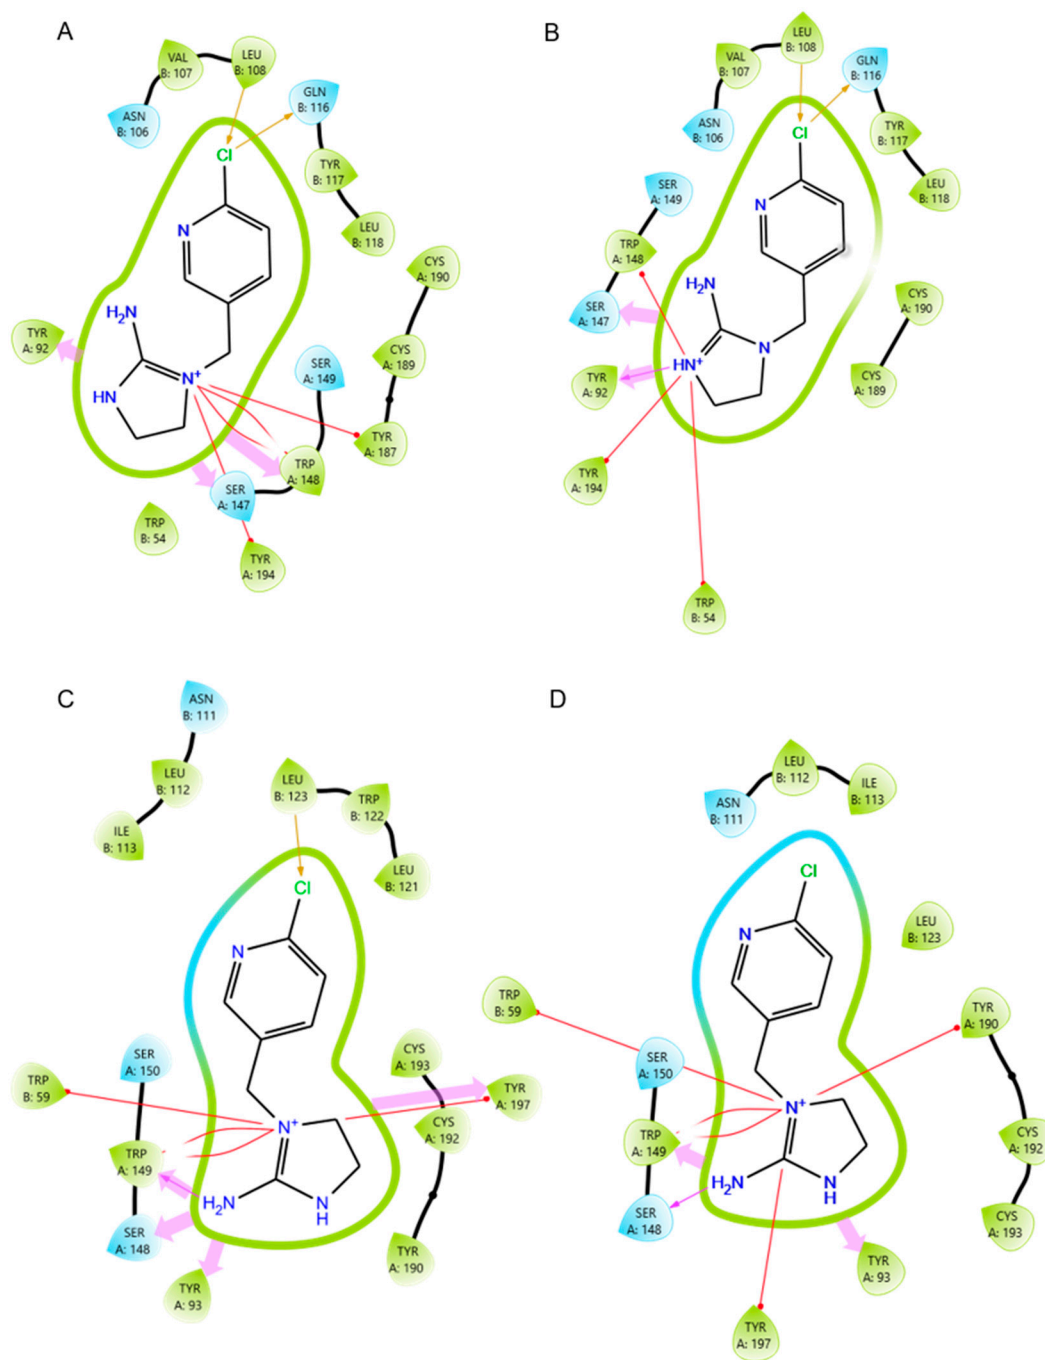 A
VAL
B: 107
LEU
B: 108
ASN
B: 106
GLN
B: 116
Cl
TYR
B: 117
LEU
B: 118
N
CYS
A: 190
H₂N
TYR
A: 92
SER
A: 149
CYS
A: 189
HN
N⁺
TYR
A: 187
TRP
A: 148
SER
A: 147
TRP
B: 54
TYR
A: 194
B
LEU
B: 108
VAL
B: 107
GLN
B: 116
ASN
B: 106
Cl
TYR
B: 117
SER
A: 149
LEU
B: 118
N
TRP
A: 148
H₂N
SER
A: 147
CYS
A: 190
N
HN⁺
TYR
A: 92
CYS
A: 189
TYR
A: 194
TRP
B: 54
C
ASN
B: 111
LEU
B: 112
LEU
B: 123
TRP
B: 122
ILE
B: 113
LEU
B: 121
Cl
N
SER
A: 150
CYS
A: 193
TRP
B: 59
TYR
A: 197
N⁺
CYS
A: 192
TRP
A: 149
H₂N
N
H
SER
A: 148
TYR
A: 190
TYR
A: 93
D
LEU
B: 112
ILE
B: 113
ASN
B: 111
Cl
LEU
B: 123
N
TRP
B: 59
TYR
A: 190
SER
A: 150
N⁺
TRP
A: 149
CYS
A: 192
H₂N
N
H
SER
A: 148
CYS
A: 193
TYR
A: 93
TYR
A: 197